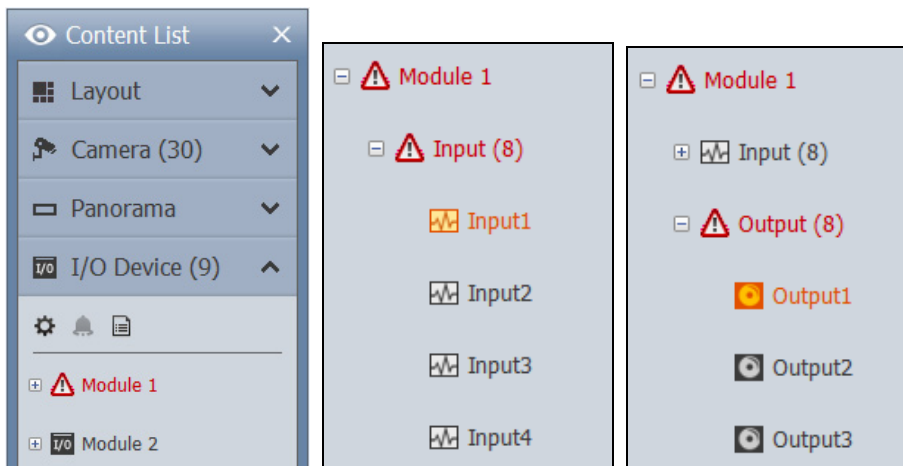 Content List
Layout
Camera (30)
Panorama
I/O Device (9)
Module 1
I/O Module 2
Module 1
Input (8)
Input1
Input2
Input3
Input4
Module 1
Input (8)
Output (8)
Output1
Output2
Output3